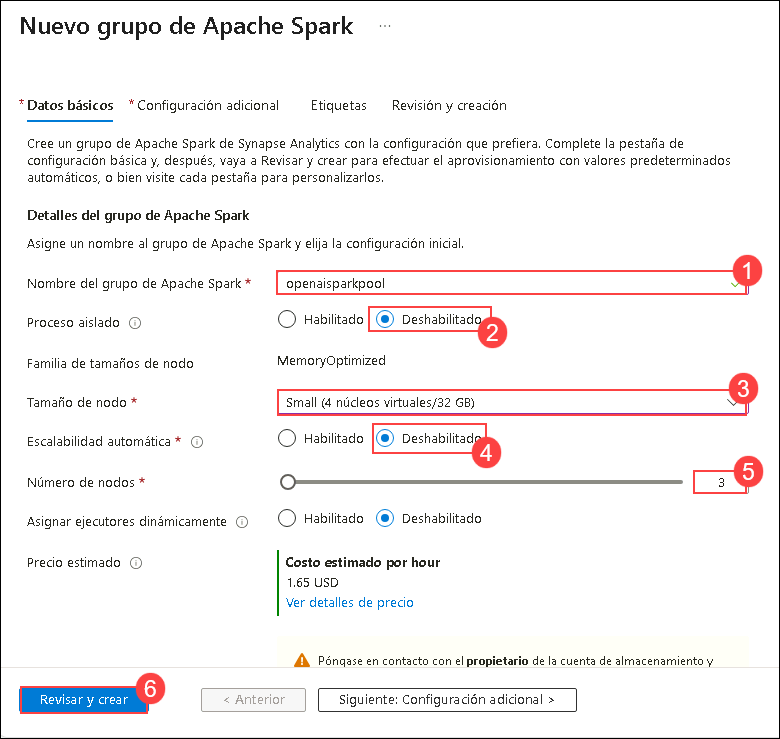 Nuevo grupo de Apache Spark ...
* Datos básicos * Configuración adicional Etiquetas Revisión y creación
Cree un grupo de Apache Spark de Synapse Analytics con la configuración que prefiera. Complete la pestaña de
configuración básica y, después, vaya a Revisar y crear para efectuar el aprovisionamiento con valores predeterminados
automáticos, o bien visite cada pestaña para personalizarlos.
Detalles del grupo de Apache Spark
Asigne un nombre al grupo de Apache Spark y elija la configuración inicial.
Nombre del grupo de Apache Spark * openaisparkpool 1
Proceso aislado Habilitado Deshabilitado 2
Familia de tamaños de nodo MemoryOptimized
Tamaño de nodo * Small (4 núcleos virtuales/32 GB) 3
Escalabilidad automática * Habilitado Deshabilitado 4
Número de nodos * 3 5
Asignar ejecutores dinámicamente Habilitado Deshabilitado
Precio estimado Costo estimado por hour
1.65 USD
Ver detalles de precio
Póngase en contacto con el propietario de la cuenta de almacenamiento y
Revisar y crear 6 < Anterior Siguiente: Configuración adicional >